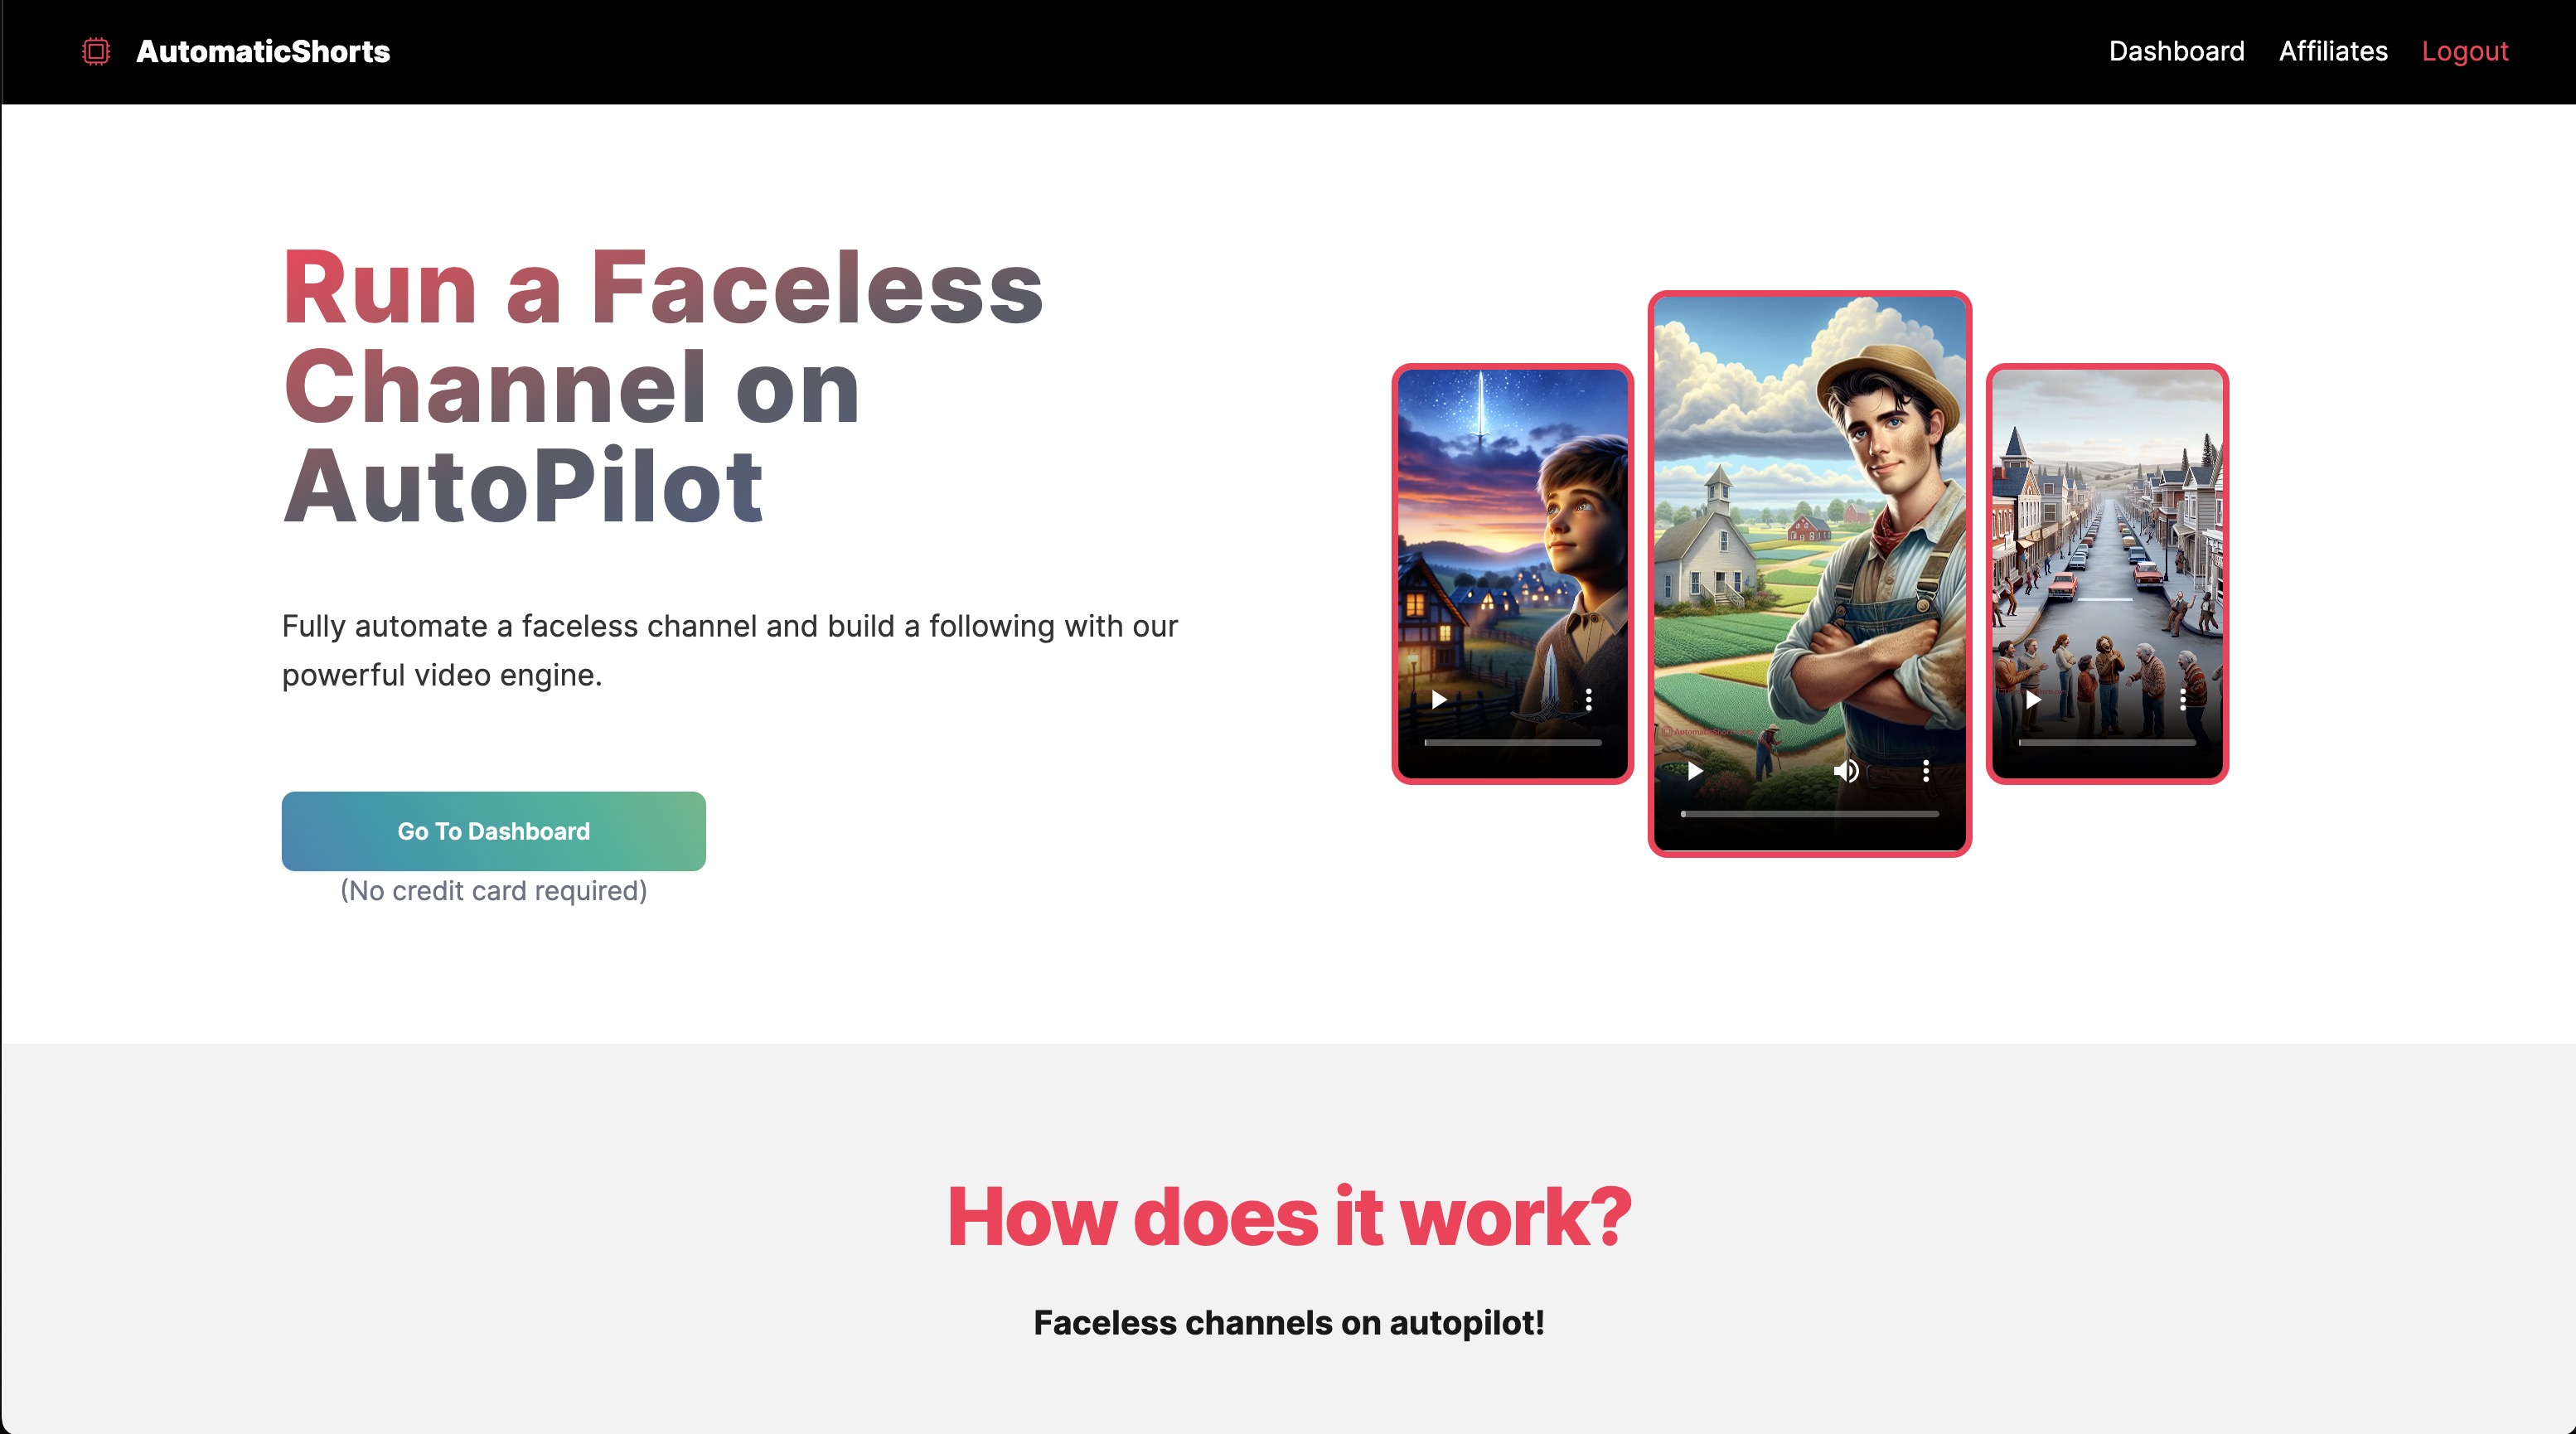 AutomaticShorts
Dashboard
Affiliates
Logout
Run a Faceless
Channel on
AutoPilot
Fully automate a faceless channel and build a following with our
powerful video engine.
Go To Dashboard
(No credit card required)
How does it work?
Faceless channels on autopilot!